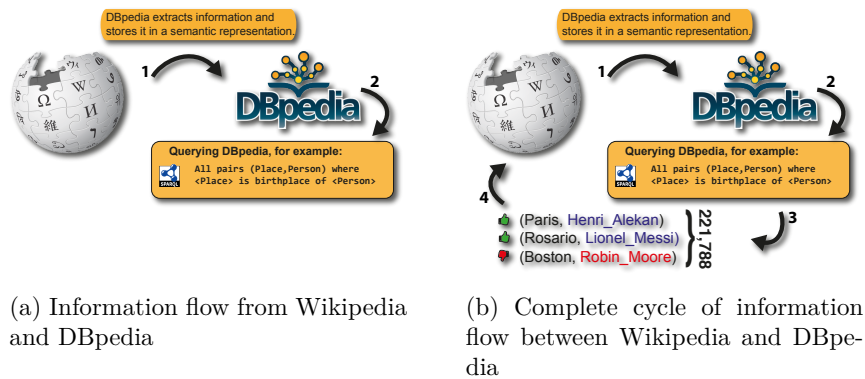 DBpedia extracts information and
stores it in a semantic representation.
1
2
Ω W И 維
DBpedia
Querying DBpedia, for example:
SPARQL
All pairs (Place,Person) where
<Place> is birthplace of <Person>
(a) Information flow from Wikipedia
and DBpedia
DBpedia extracts information and
stores it in a semantic representation.
1
2
Ω W И 維
DBpedia
Querying DBpedia, for example:
SPARQL
All pairs (Place,Person) where
<Place> is birthplace of <Person>
4
3
(Paris, Henri_Alekan)
(Rosario, Lionel_Messi)
(Boston, Robin_Moore)
221,788
(b) Complete cycle of information
flow between Wikipedia and DBpe-
dia